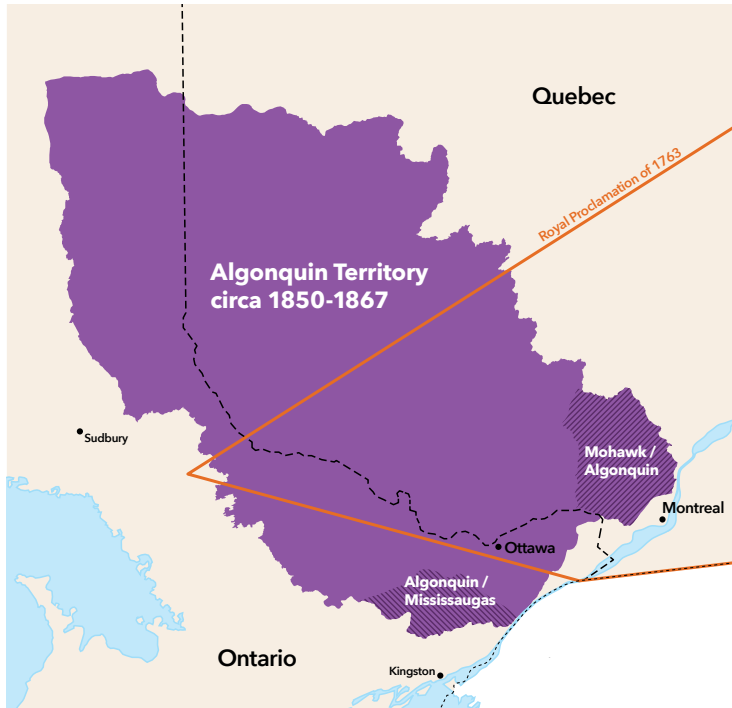 Quebec
Royal Proclamation of 1763
Algonquin Territory
circa 1850-1867
Sudbury
Mohawk /
Algonquin
Montreal
Ottawa
Algonquin /
Mississaugas
Ontario
Kingston